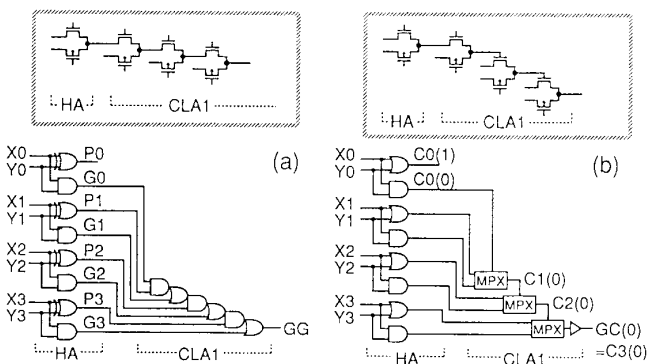 HA CLA1
HA CLA1
(a)
X0
Y0
P0
G0
X1
Y1
P1
G1
X2
Y2
P2
G2
X3
Y3
P3
G3
GG
HA CLA1
(b)
X0
Y0
C0(1)
C0(0)
X1
Y1
MPX
C1(0)
X2
Y2
MPX
C2(0)
X3
Y3
MPX
GC(0)
=C3(0)
HA CLA1